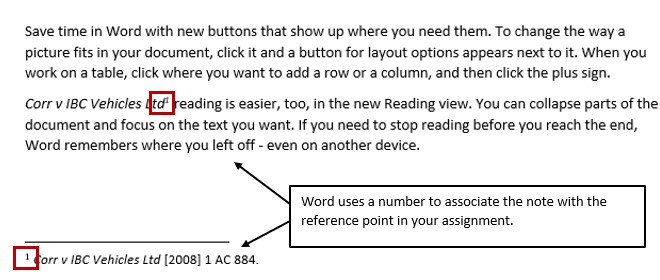 Save time in Word with new buttons that show up where you need them. To change the way a
picture fits in your document, click it and a button for layout options appears next to it. When you
work on a table, click where you want to add a row or a column, and then click the plus sign.
Corr v IBC Vehicles Ltd¹ reading is easier, too, in the new Reading view. You can collapse parts of the
document and focus on the text you want. If you need to stop reading before you reach the end,
Word remembers where you left off - even on another device.
Word uses a number to associate the note with the
reference point in your assignment.
¹ Corr v IBC Vehicles Ltd [2008] 1 AC 884.